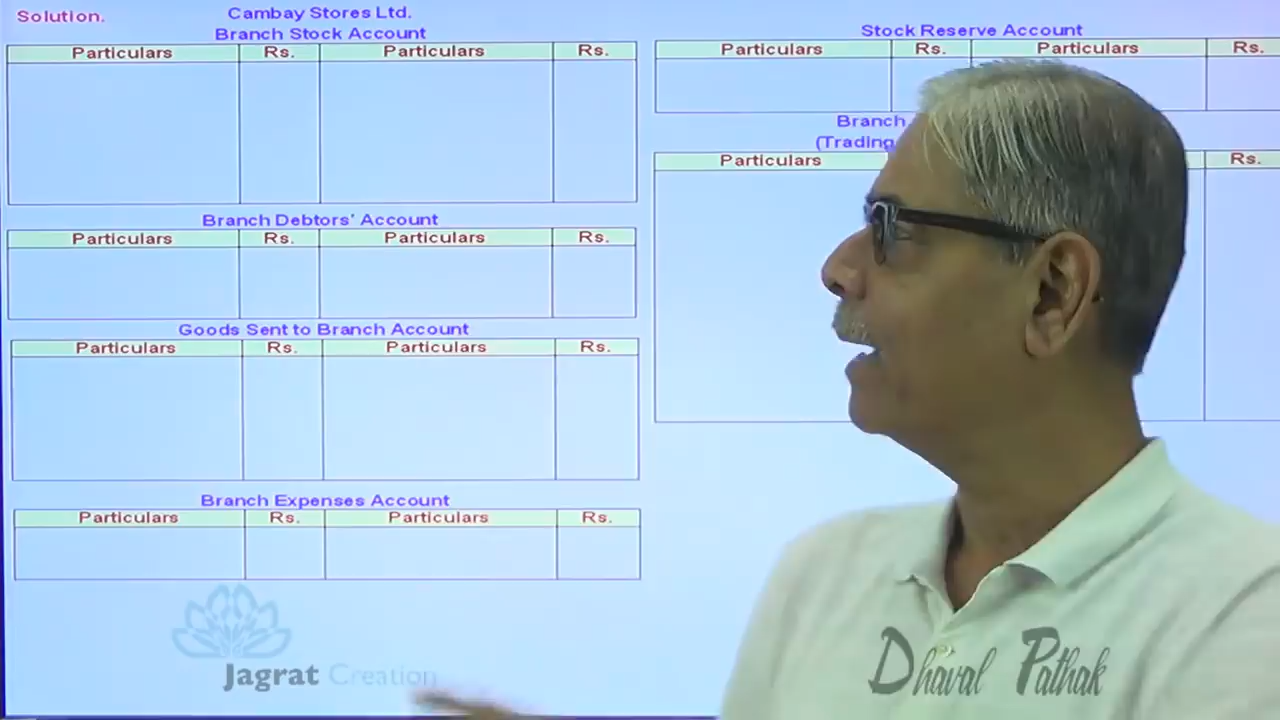 Solution.
Cambay Stores Ltd.
Branch Stock Account
Particulars Rs. Particulars Rs.
Branch Debtors' Account
Particulars Rs. Particulars Rs.
Goods Sent to Branch Account
Particulars Rs. Particulars Rs.
Branch Expenses Account
Particulars Rs. Particulars Rs.
Stock Reserve Account
Particulars Rs. Particulars Rs.
Branch
(Trading
Particulars Rs.
Jagrat Creation
Dhaval Pathak